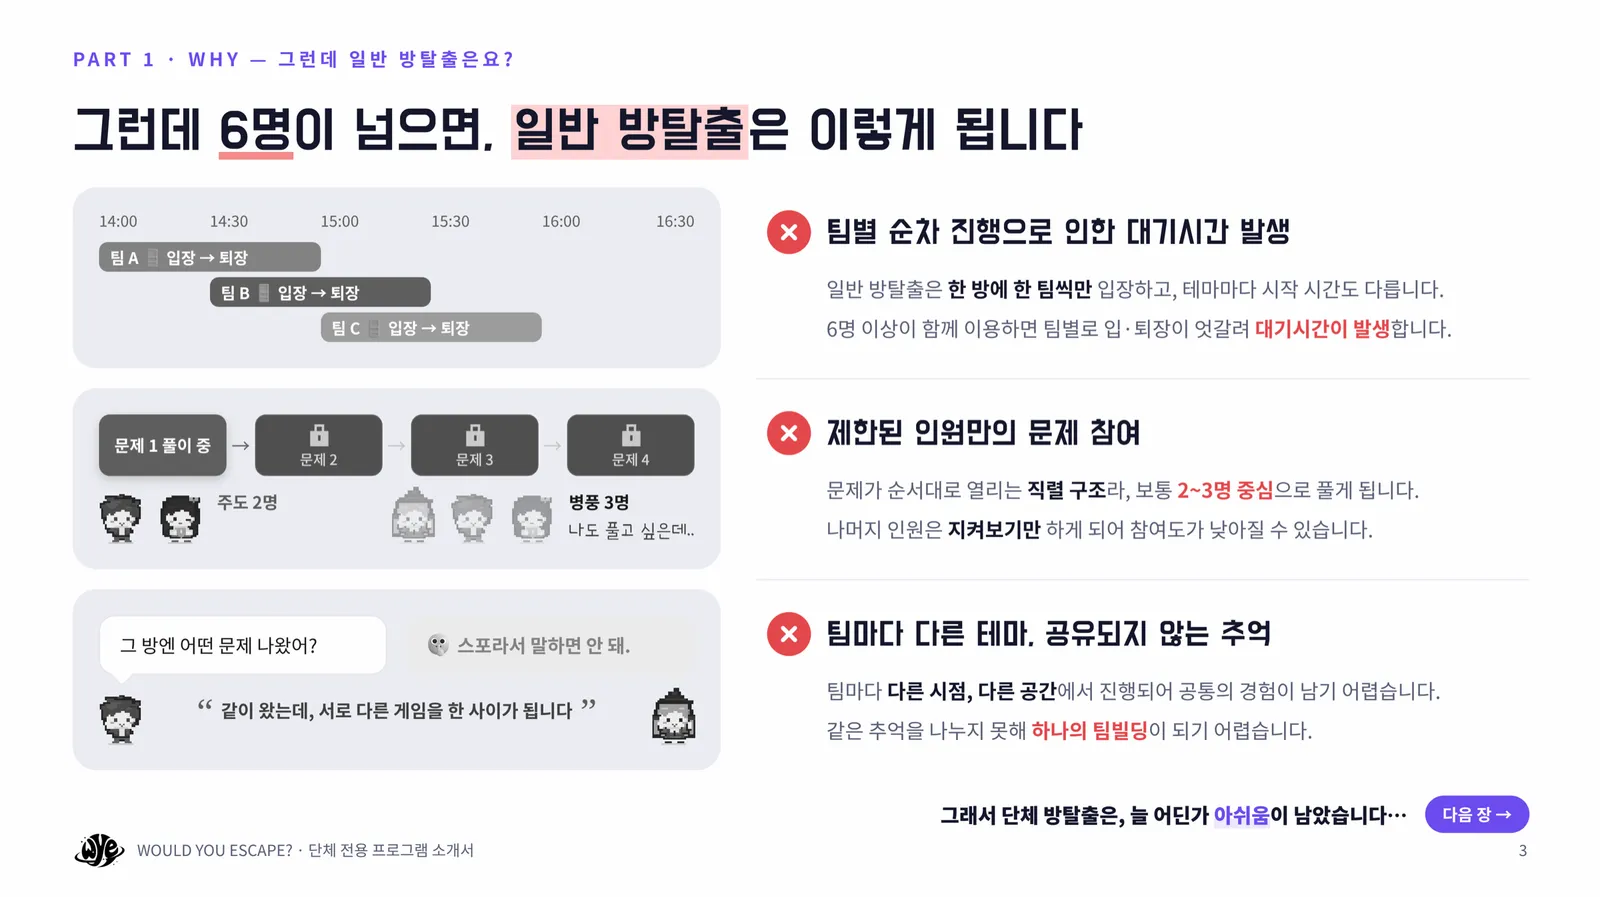 PART 1 · WHY — 그런데 일반 방탈출은요?
그런데 6명이 넘으면, 일반 방탈출은 이렇게 됩니다
14:00 14:30 15:00 15:30 16:00 16:30
팀 A 입장 → 퇴장
팀 B 입장 → 퇴장
팀 C 입장 → 퇴장
팀별 순차 진행으로 인한 대기시간 발생
일반 방탈출은 한 방에 한 팀씩만 입장하고, 테마마다 시작 시간도 다릅니다.
6명 이상이 함께 이용하면 팀별로 입·퇴장이 엇갈려 대기시간이 발생합니다.
문제 1 풀이 중 → 문제 2 → 문제 3 → 문제 4
주도 2명
병풍 3명
나도 풀고 싶은데..
제한된 인원만의 문제 참여
문제가 순서대로 열리는 직렬 구조라, 보통 2~3명 중심으로 풀게 됩니다.
나머지 인원은 지켜보기만 하게 되어 참여도가 낮아질 수 있습니다.
그 방엔 어떤 문제 나왔어?
스포라서 말하면 안 돼.
“ 같이 왔는데, 서로 다른 게임을 한 사이가 됩니다 ”
팀마다 다른 테마, 공유되지 않는 추억
팀마다 다른 시점, 다른 공간에서 진행되어 공통의 경험이 남기 어렵습니다.
같은 추억을 나누지 못해 하나의 팀빌딩이 되기 어렵습니다.
그래서 단체 방탈출은, 늘 어딘가 아쉬움이 남았습니다…
다음 장 →
wye
WOULD YOU ESCAPE? · 단체 전용 프로그램 소개서
3